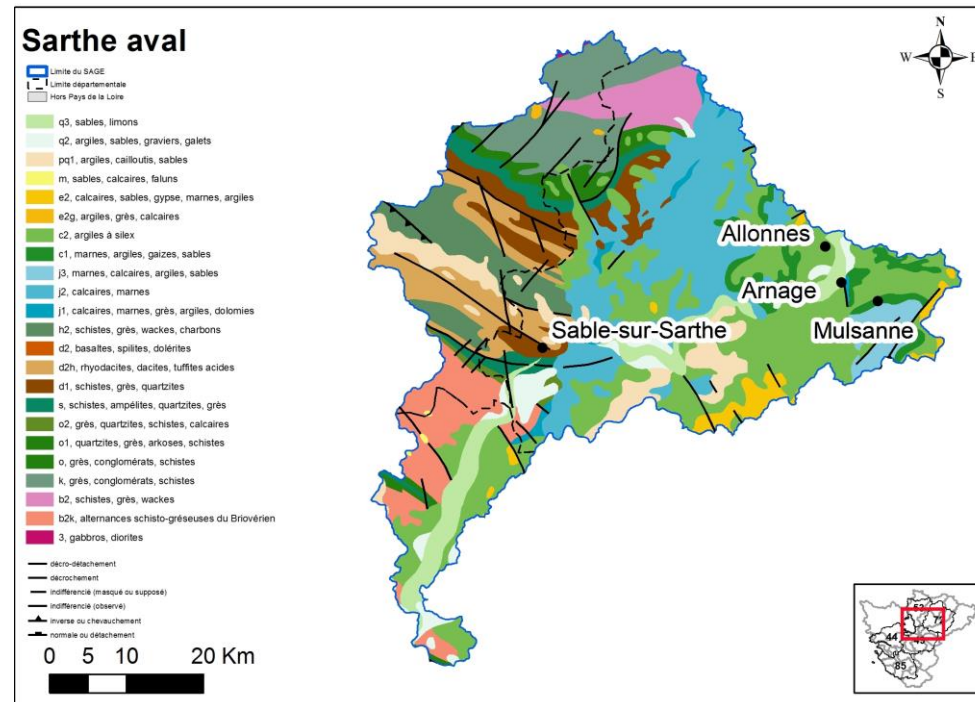 Sarthe aval
Limite du SAGE
Limite départementale
Hors Pays de la Loire
q3, sables, limons
q2, argiles, sables, graviers, galets
pq1, argiles, cailloutis, sables
m, sables, calcaires, faluns
e2, calcaires, sables, gypse, marnes, argiles
e2g, argiles, grès, calcaires
c2, argiles à silex
c1, marnes, argiles, gaizes, sables
j3, marnes, calcaires, argiles, sables
j2, calcaires, marnes
j1, calcaires, marnes, grès, argiles, dolomies
h2, schistes, grès, wackes, charbons
d2, basaltes, spilites, dolérites
d2h, rhyodacites, dacites, tuffites acides
d1, schistes, grès, quartzites
s, schistes, ampélites, quartzites, grès
o2, grès, quartzites, schistes, calcaires
o1, quartzites, grès, arkoses, schistes
o, grès, conglomérats, schistes
k, grès, conglomérats, schistes
b2, schistes, grès, wackes
b2k, alternances schisto-gréseuses du Briovérien
3, gabbros, diorites
décro-détachement
décrochement
indifférencié (masqué ou supposé)
indifférencié (observé)
inverse ou chevauchement
normale ou détachement
0 5 10 20 Km
N
W E
S
Allonnes
Arnage
Mulsanne
Sable-sur-Sarthe
53
44
85